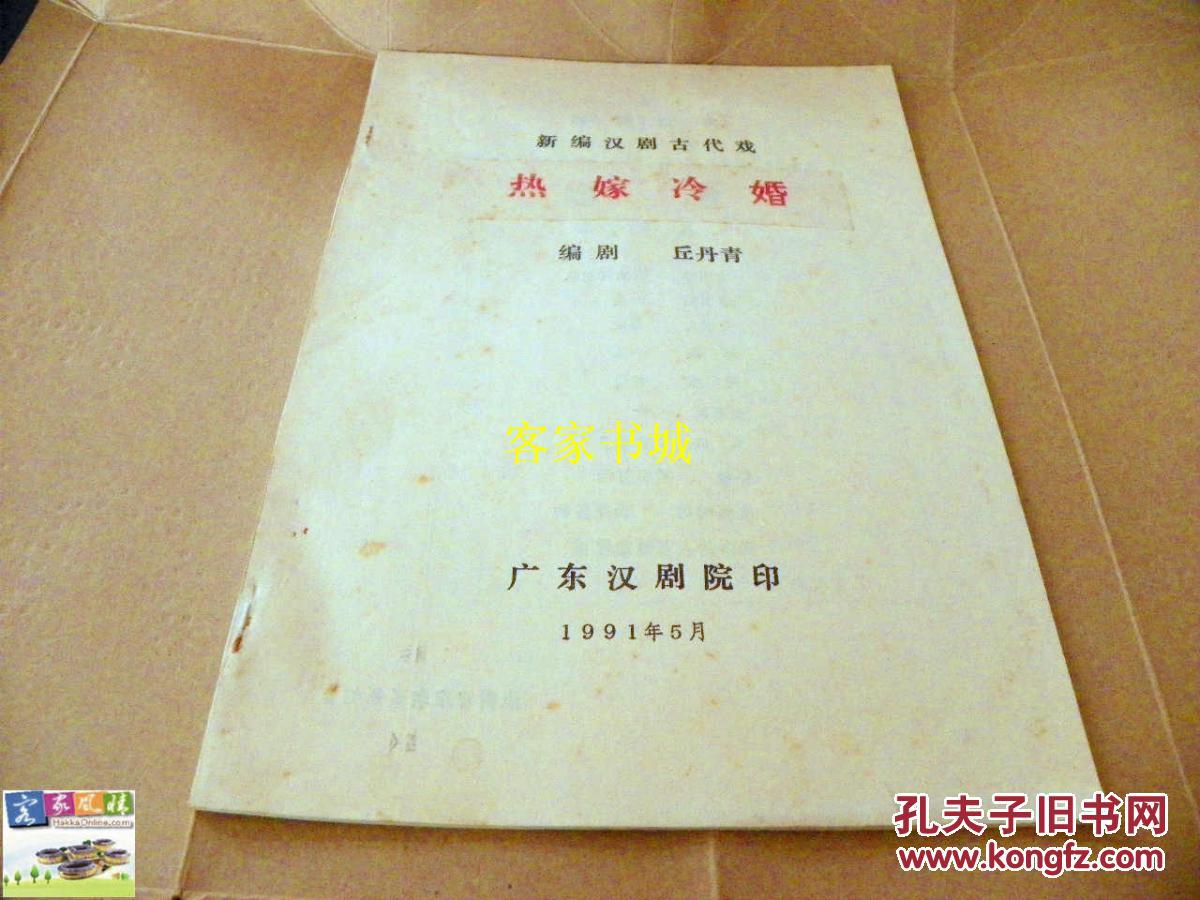 新编汉剧古代戏
热嫁冷婚
编剧 丘丹青
客家书城
广东汉剧院印
1991年5月
客家风情
HakkaOnline.com
孔夫子旧书网
www.kongfz.com